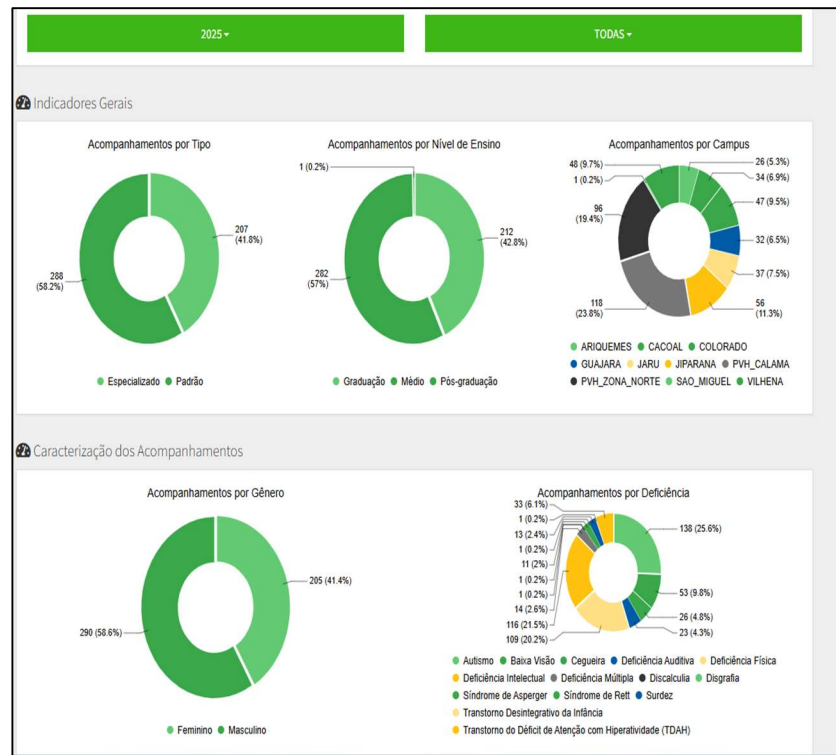 2025
TODAS
Indicadores Gerais
Acompanhamentos por Tipo
207
(41.8%)
288
(58.2%)
Especializado Padrão
Acompanhamentos por Nível de Ensino
1 (0.2%)
212
(42.8%)
282
(57%)
Graduação Médio Pós-graduação
Acompanhamentos por Campus
48 (9.7%)
1 (0.2%)
96
(19.4%)
118
(23.8%)
26 (5.3%)
34 (6.9%)
47 (9.5%)
32 (6.5%)
37 (7.5%)
56
(11.3%)
ARIQUEMES CACOAL COLORADO
GUAJARA JARU JIPARANA PVH_CALAMA
PVH_ZONA_NORTE SAO_MIGUEL VILHENA
Caracterização dos Acompanhamentos
Acompanhamentos por Gênero
205 (41.4%)
290 (58.6%)
Feminino Masculino
Acompanhamentos por Deficiência
33 (6.1%)
1 (0.2%)
13 (2.4%)
1 (0.2%)
11 (2%)
1 (0.2%)
1 (0.2%)
14 (2.6%)
116 (21.5%)
109 (20.2%)
138 (25.6%)
53 (9.8%)
26 (4.8%)
23 (4.3%)
Autismo Baixa Visão Cegueira Deficiência Auditiva Deficiência Física
Deficiência Intelectual Deficiência Múltipla Discalculia Disgrafia
Síndrome de Asperger Síndrome de Rett Surdez
Transtorno Desintegrativo da Infância
Transtorno do Déficit de Atenção com Hiperatividade (TDAH)